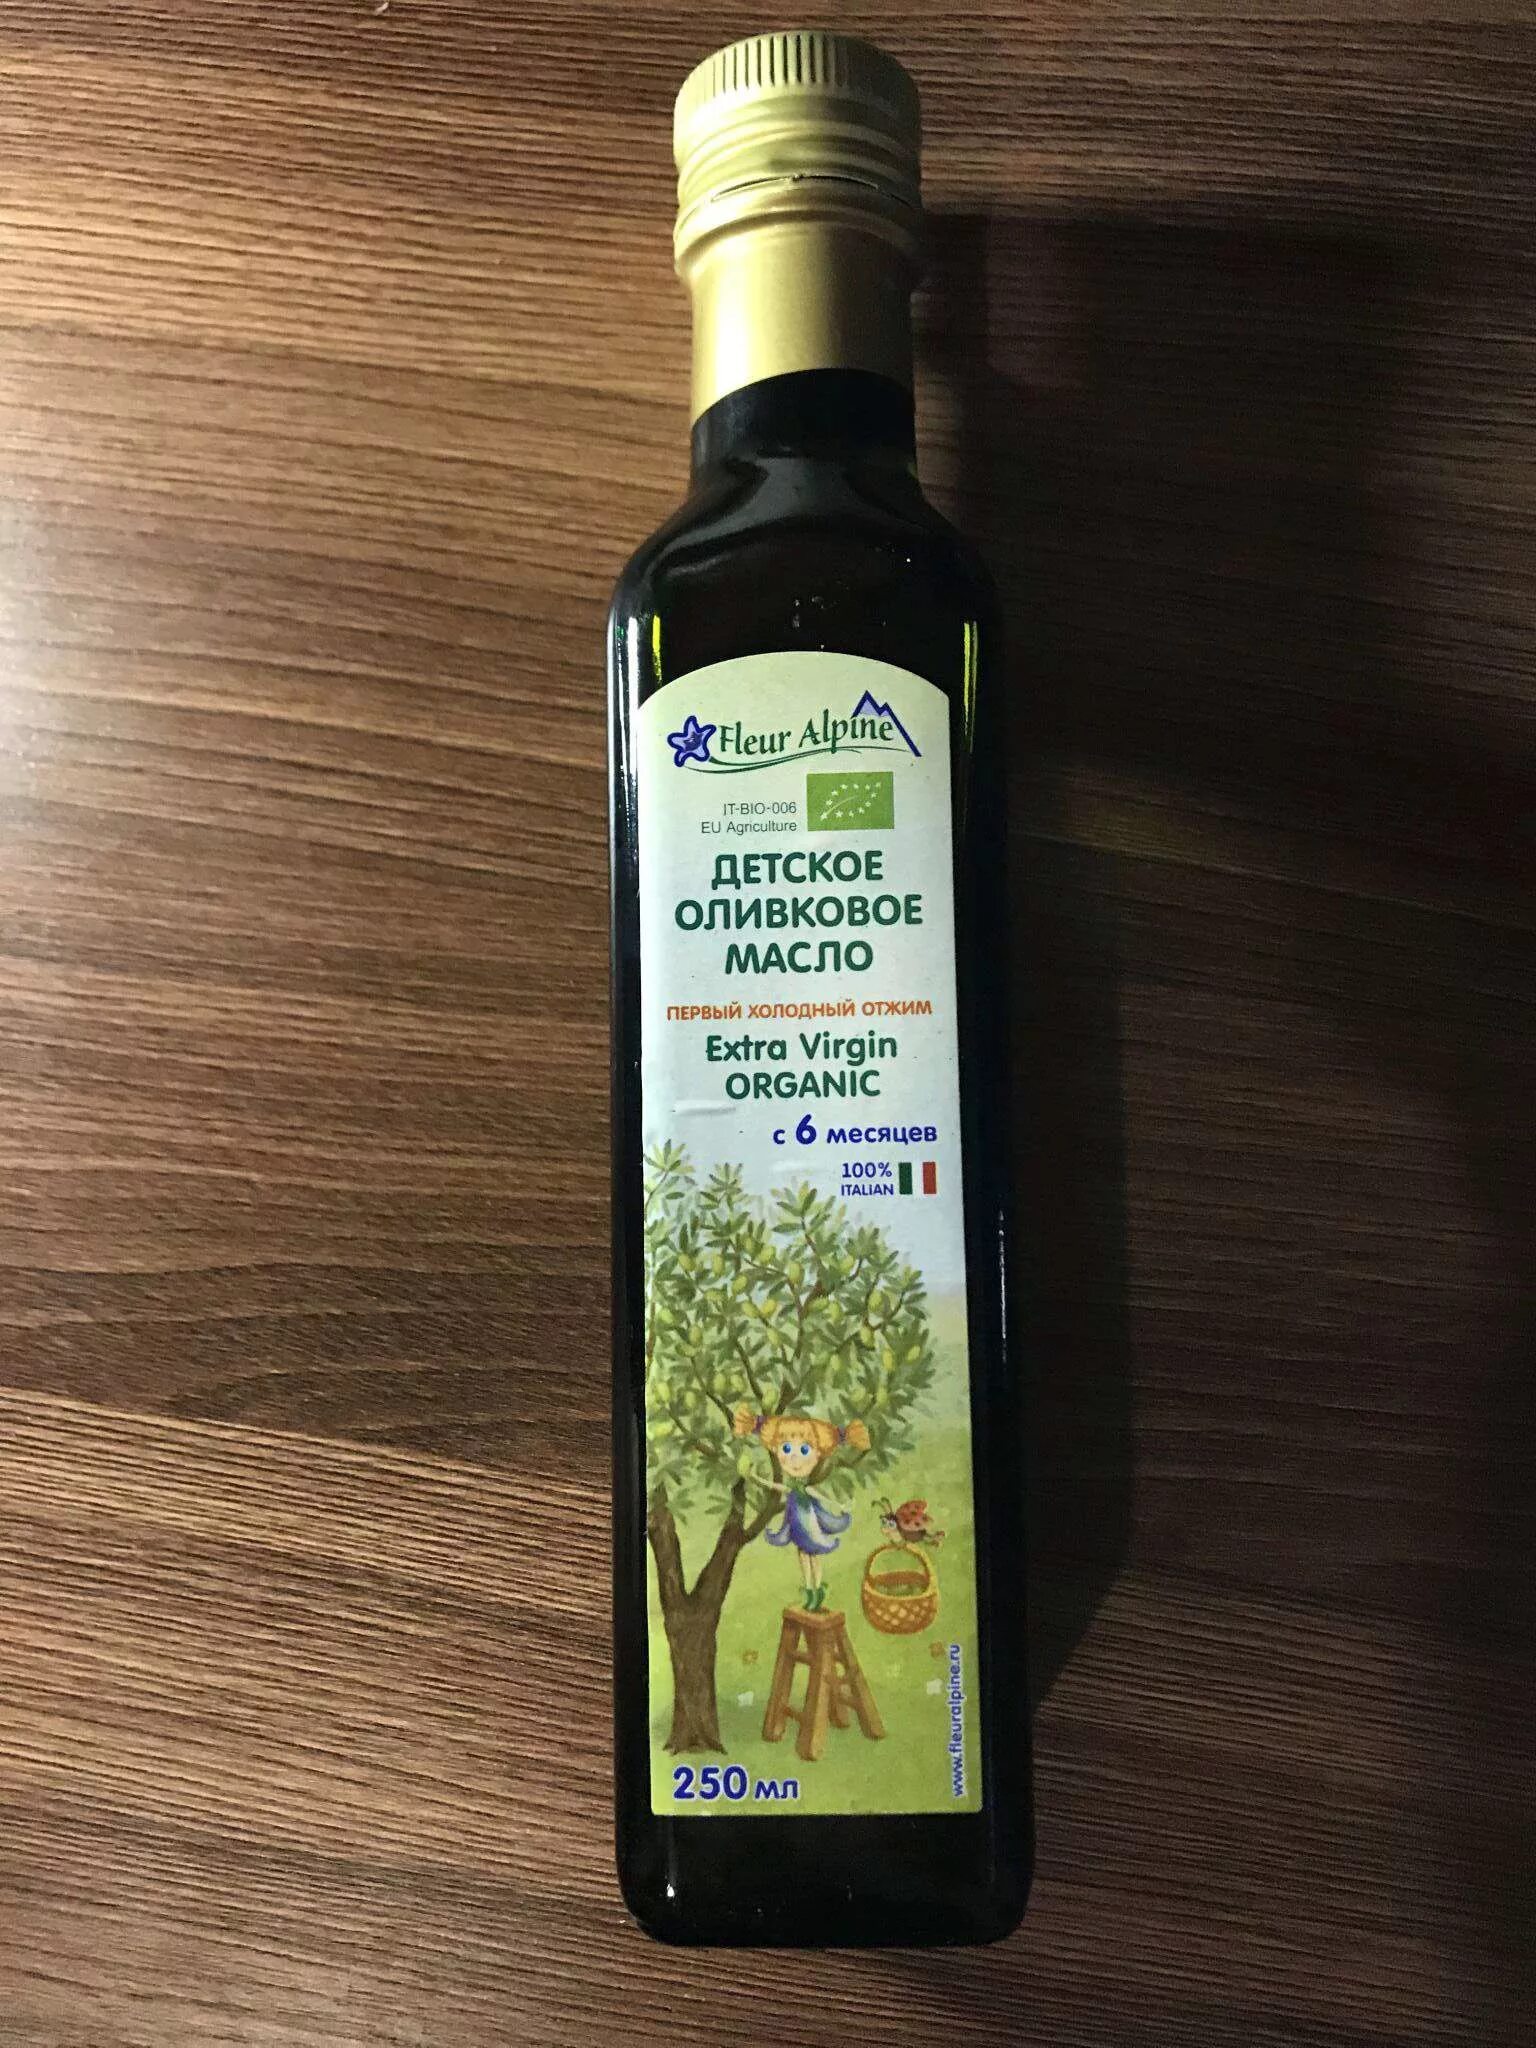 Fleur Alpine
IT-BIO-006
EU Agriculture
ДЕТСКОЕ
ОЛИВКОВОЕ
МАСЛО
ПЕРВЫЙ ХОЛОДНЫЙ ОТЖИМ
Extra Virgin
ORGANIC
с 6 месяцев
100%
ITALIAN
www.fleuralpine.ru
250 мл